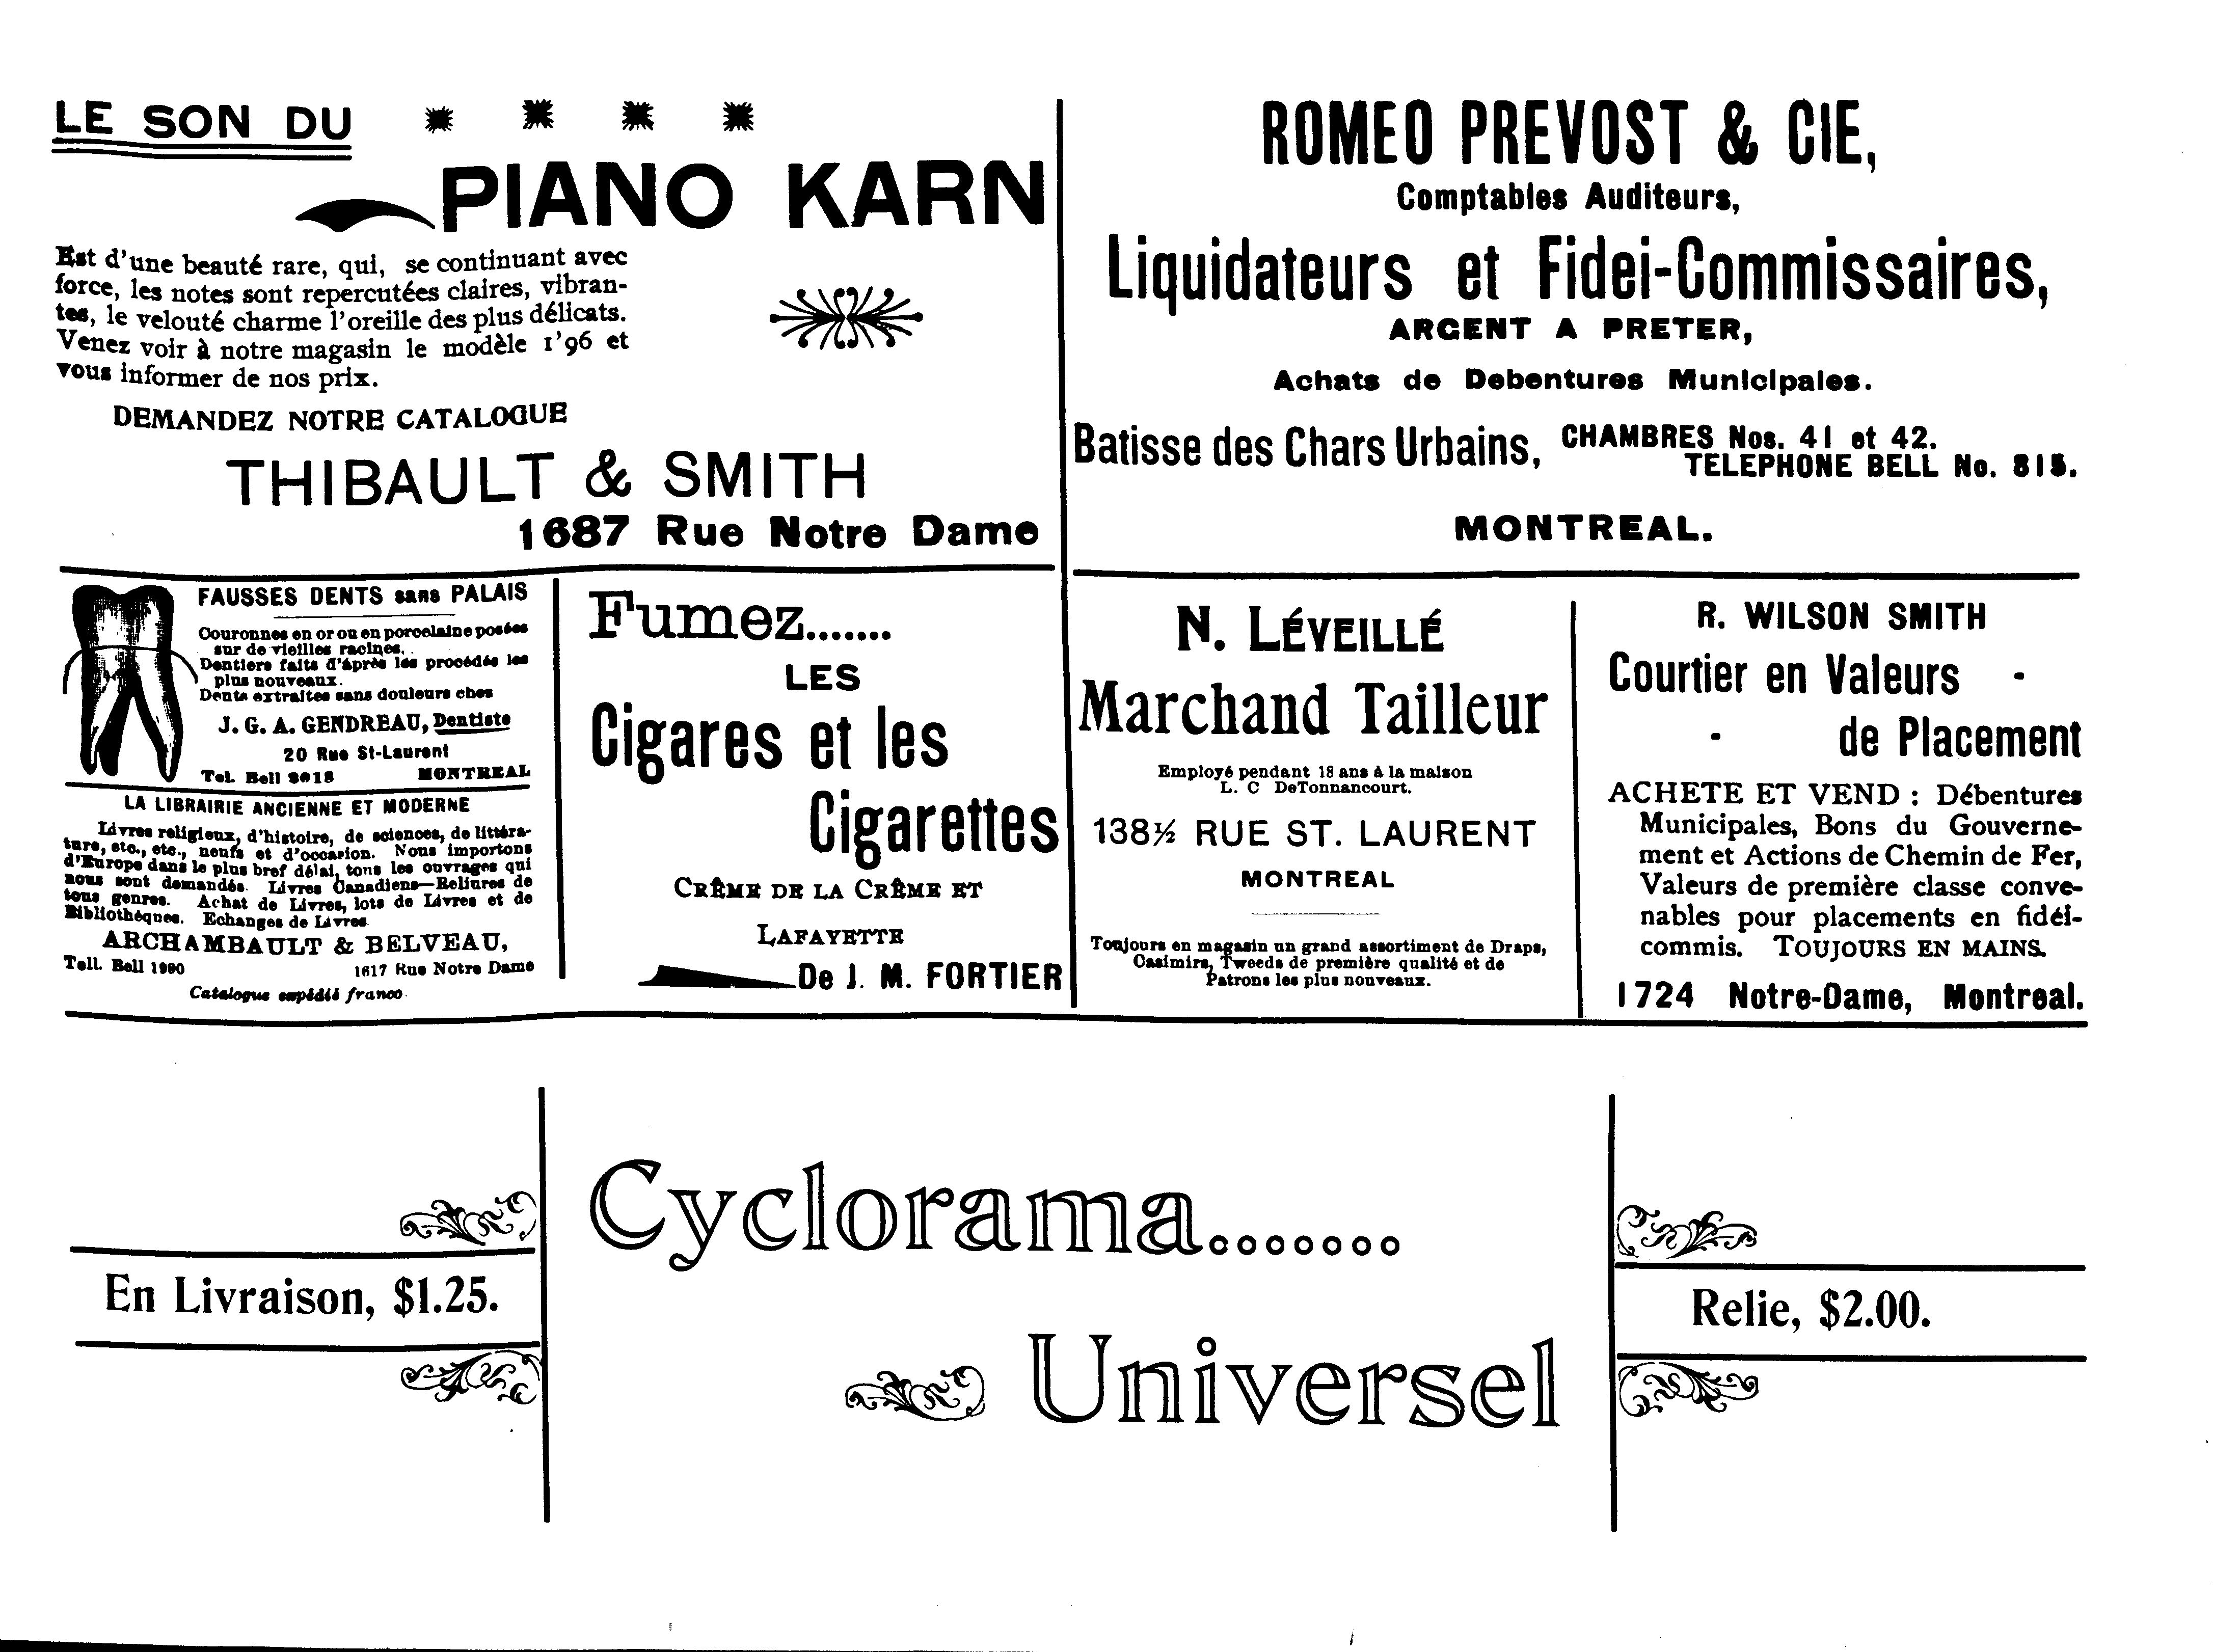 LE SON DU
PIANO KARN
Est d'une beauté rare, qui, se continuant avec
force, les notes sont repercutées claires, vibran-
tes, le velouté charme l'oreille des plus délicats.
Venez voir à notre magasin le modèle 1'96 et
vous informer de nos prix.
DEMANDEZ NOTRE CATALOGUE
THIBAULT & SMITH
1687 Rue Notre Dame
ROMEO PREVOST & CIE,
Comptables Auditeurs,
Liquidateurs et Fidei-Commissaires,
ARGENT A PRETER,
Achats de Debentures Municipales.
Batisse des Chars Urbains, CHAMBRES Nos. 41 et 42.
TELEPHONE BELL No. 815.
MONTREAL.
FAUSSES DENTS sans PALAIS
Couronnes en or ou en porcelaine posées
sur de vieilles racines.
Dentiers faits d'áprès les procédés les
plus nouveaux.
Dents extraites sans douleurs ches
J. G. A. GENDREAU, Dentiste
20 Rue St-Laurent
Tel. Bell 2818 MONTREAL
LA LIBRAIRIE ANCIENNE ET MODERNE
Livres religieux, d'histoire, de sciences, de littéra-
ture, etc., etc., neufs et d'occasion. Nous importons
d'Europe dans le plus bref délai, tous les ouvrages qui
nous sont demandés. Livres Canadiens—Reliures de
tous genres. Achat de Livres, lots de Livres et de
Bibliothèques. Echanges de Livres
ARCHAMBAULT & BELVEAU,
Tell. Bell 1990 1617 Rue Notre Dame
Catalogue expédié franco.
Fumez.......
LES
Cigares et les
Cigarettes
CRÊME DE LA CRÊME ET
LAFAYETTE
De J. M. FORTIER
N. LÉVEILLÉ
Marchand Tailleur
Employé pendant 18 ans à la maison
L. C DeTonnancourt.
138½ RUE ST. LAURENT
MONTREAL
Toujours en magasin un grand assortiment de Draps,
Casimirs, Tweeds de première qualité et de
Patrons les plus nouveaux.
R. WILSON SMITH
Courtier en Valeurs -
- de Placement
ACHETE ET VEND : Débentures
Municipales, Bons du Gouverne-
ment et Actions de Chemin de Fer,
Valeurs de première classe conve-
nables pour placements en fidéi-
commis. TOUJOURS EN MAINS.
1724 Notre-Dame, Montreal.
En Livraison, $1.25.
Cyclorama.......
Universel
Relie, $2.00.